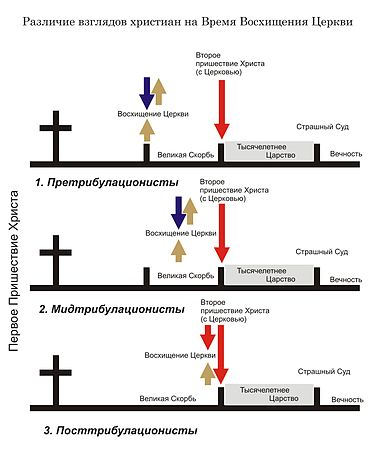 Различие взглядов христиан на Время Восхищения Церкви
Второе
пришествие Христа
(с Церковью)
Восхищение Церкви
Страшный Суд
Великая Скорбь
Тысячелетнее
Царство
Вечность
1. Претрибулационисты
Второе
пришествие Христа
(с Церковью)
Восхищение Церкви
Страшный Суд
Великая Скорбь
Тысячелетнее
Царство
Вечность
2. Мидтрибулационисты
Второе
пришествие Христа
(с Церковью)
Восхищение Церкви
Страшный Суд
Великая Скорбь
Тысячелетнее
Царство
Вечность
3. Посттрибулационисты
Первое Пришествие Христа